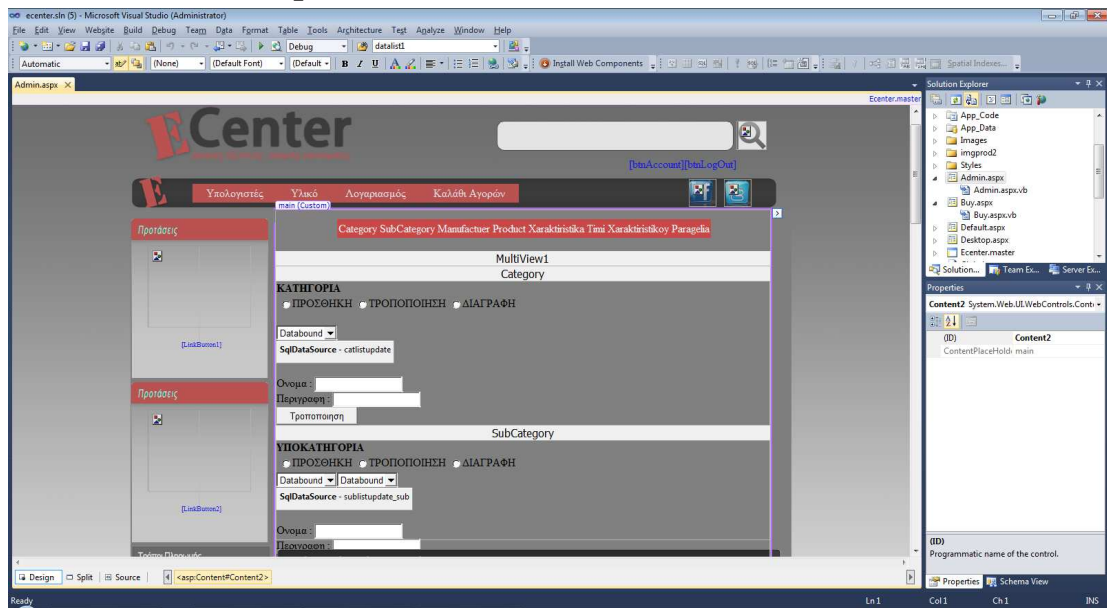 ecenter.sln (5) - Microsoft Visual Studio (Administrator)
File Edit View Website Build Debug Team Data Format Table Tools Architecture Test Analyze Window Help
Debug datalist1
Automatic (None) (Default Font) (Default B I U A Install Web Components Spatial Indexes...
Admin.aspx X
Ecenter.master
ECenter
[btnAccount][btnLogOut]
Υπολογιστές Υλικό Λογαριασμός Καλάθι Αγορών
main (Custom)
Προτάσεις
Category SubCategory Manufactuer Product Xaraktiristika Timi Xaraktiristikoy Paragelia
MultiView1
Category
ΚΑΤΗΓΟΡΙΑ
ΠΡΟΣΘΗΚΗ ΤΡΟΠΟΠΟΙΗΣΗ ΔΙΑΓΡΑΦΗ
Databound
[LinkButton1]
SqlDataSource - catlistupdate
Ονομα :
Προτάσεις
Περιγραφη :
Τροποποιηση
SubCategory
ΥΠΟΚΑΤΗΓΟΡΙΑ
ΠΡΟΣΘΗΚΗ ΤΡΟΠΟΠΟΙΗΣΗ ΔΙΑΓΡΑΦΗ
Databound Databound
SqlDataSource - sublistupdate_sub
[LinkButton2]
Ονομα :
Περιγραφη :
Τρόποι Πληρωμής
Design Split Source <asp:Content#Content2>
Solution Explorer
App_Code
App_Data
Images
imgprod2
Styles
Admin.aspx
Admin.aspx.vb
Buy.aspx
Buy.aspx.vb
Default.aspx
Desktop.aspx
Ecenter.master
Solution... Team Ex... Server Ex...
Properties
Content2 System.Web.UI.WebControls.Conte
(ID) Content2
ContentPlaceHold main
(ID)
Programmatic name of the control.
Properties Schema View
Ready Ln 1 Col 1 Ch 1 INS